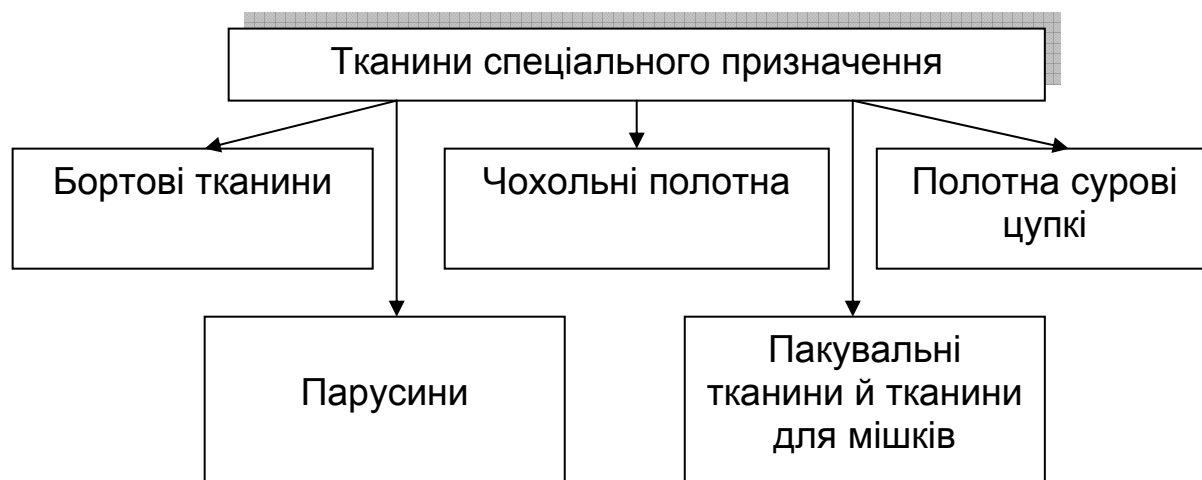 Тканини спеціального призначення
Бортові тканини
Чохольні полотна
Полотна сурові
цупкі
Парусини
Пакувальні
тканини й тканини
для мішків